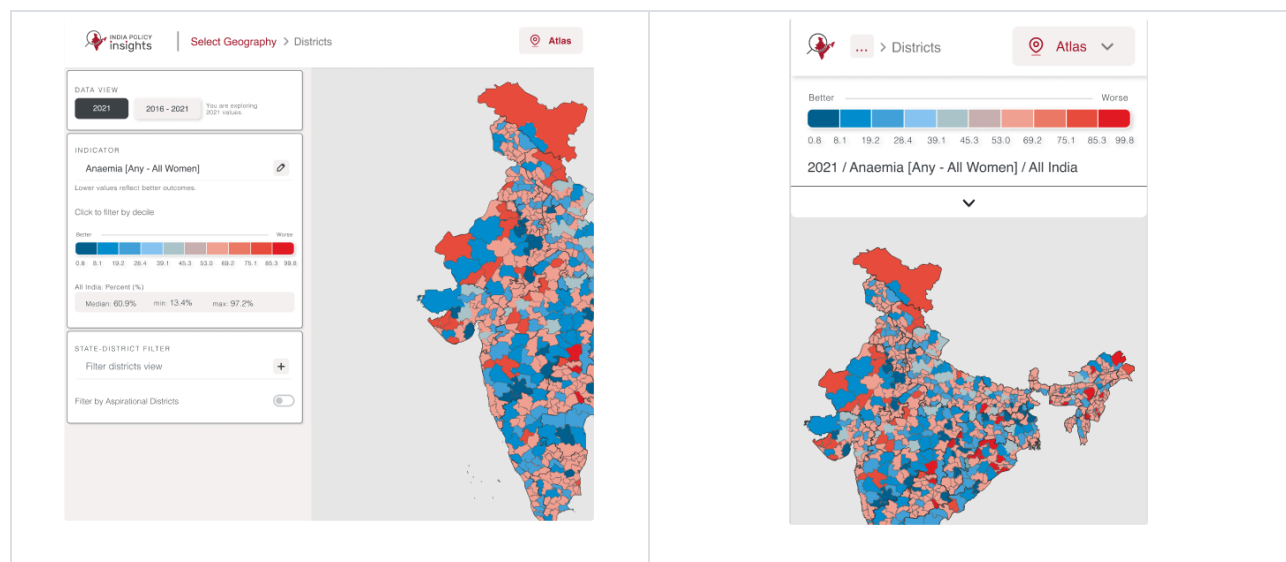 INDIA POLICY
insights
Select Geography > Districts
Atlas
DATA VIEW
2021
2016 - 2021
You are exploring
2021 values.
INDICATOR
Anaemia [Any - All Women]
Lower values reflect better outcomes.
Click to filter by decile
Better
Worse
0.8 8.1 19.2 28.4 39.1 45.3 53.0 69.2 75.1 85.3 99.8
All India: Percent (%)
Median: 60.9% min: 13.4% max: 97.2%
STATE-DISTRICT FILTER
Filter districts view
+
Filter by Aspirational Districts
... > Districts
Atlas
Better
Worse
0.8 8.1 19.2 28.4 39.1 45.3 53.0 69.2 75.1 85.3 99.8
2021 / Anaemia [Any - All Women] / All India